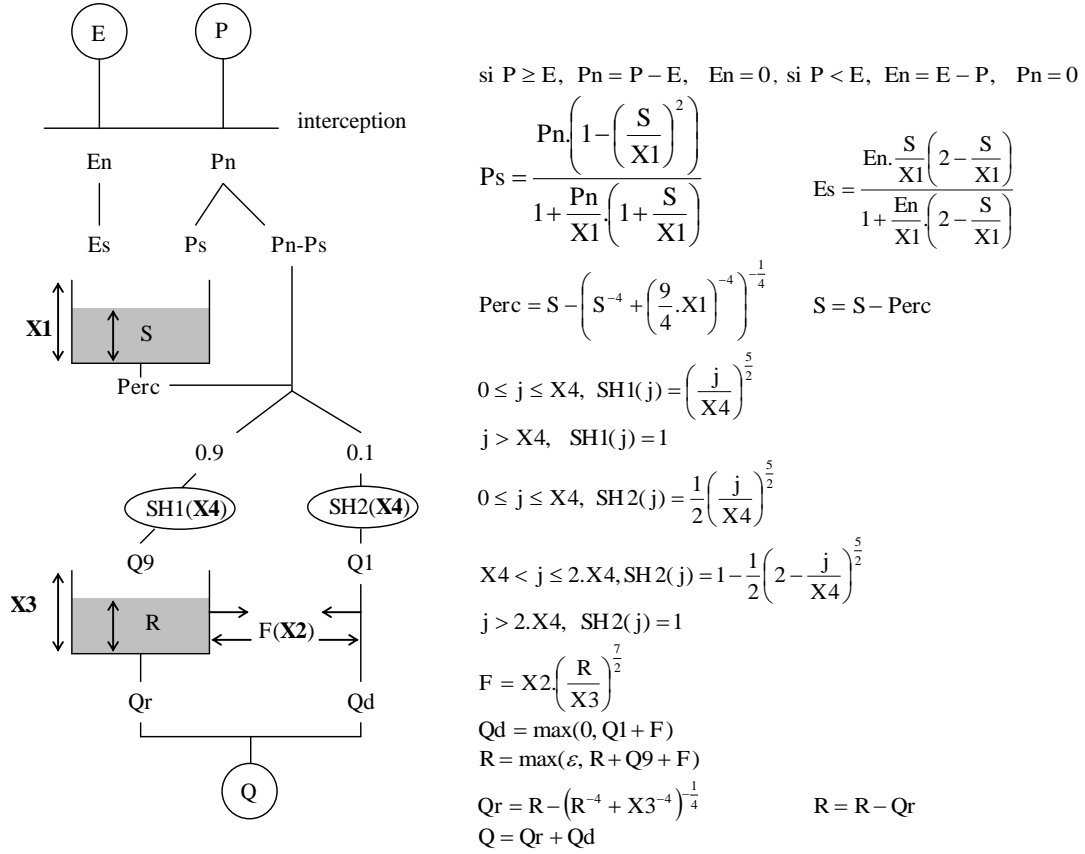 E P
interception
En Pn
Es Ps Pn-Ps
X1 S
Perc
0.9 0.1
SH1(X4) SH2(X4)
Q9 Q1
X3 R F(X2)
Qr Qd
Q
si P ≥ E, Pn = P − E, En = 0, si P < E, En = E − P, Pn = 0
Ps = Pn.(1 − (S/X1)²) / (1 + Pn/X1.(1 + S/X1)) Es = En.S/X1(2 − S/X1) / (1 + En/X1.(2 − S/X1))
Perc = S − (S⁻⁴ + (9/4.X1)⁻⁴)^(−1/4) S = S − Perc
0 ≤ j ≤ X4, SH1(j) = (j/X4)^(5/2)
j > X4, SH1(j) = 1
0 ≤ j ≤ X4, SH2(j) = 1/2(j/X4)^(5/2)
X4 < j ≤ 2.X4, SH2(j) = 1 − 1/2(2 − j/X4)^(5/2)
j > 2.X4, SH2(j) = 1
F = X2.(R/X3)^(7/2)
Qd = max(0, Q1 + F)
R = max(ε, R + Q9 + F)
Qr = R − (R⁻⁴ + X3⁻⁴)^(−1/4) R = R − Qr
Q = Qr + Qd